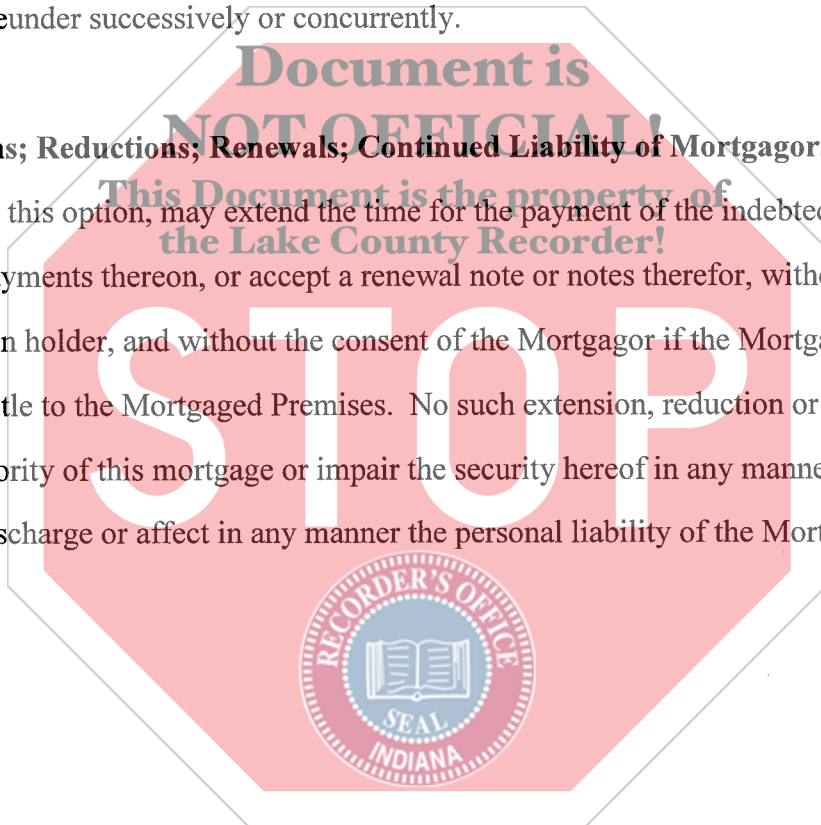 eunder successively or concurrently.
Document is
NOT OFFICIAL!
ns; Reductions; Renewals; Continued Liability of Mortgagor.
This Document is the property of
this option, may extend the time for the payment of the indebted
the Lake County Recorder!
yments thereon, or accept a renewal note or notes therefor, witho
n holder, and without the consent of the Mortgagor if the Mortga
STOP
tle to the Mortgaged Premises. No such extension, reduction or
ority of this mortgage or impair the security hereof in any manne
scharge or affect in any manner the personal liability of the Mort
RECORDER'S OFFICE
SEAL
INDIANA